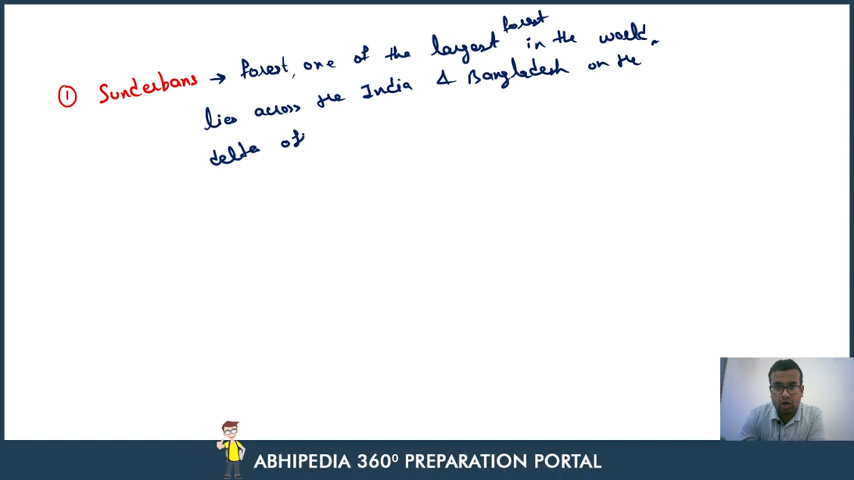 ① Sunderbans → forest, one of the largest forest in the world.
lies across the India & Bangladesh on the
delta of
ABHIPEDIA 360° PREPARATION PORTAL